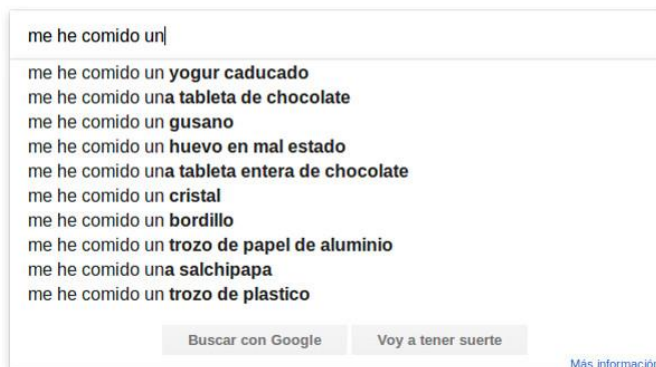 me he comido un
me he comido un yogur caducado
me he comido una tableta de chocolate
me he comido un gusano
me he comido un huevo en mal estado
me he comido una tableta entera de chocolate
me he comido un cristal
me he comido un bordillo
me he comido un trozo de papel de aluminio
me he comido una salchipapa
me he comido un trozo de plastico
Buscar con Google Voy a tener suerte
Más información